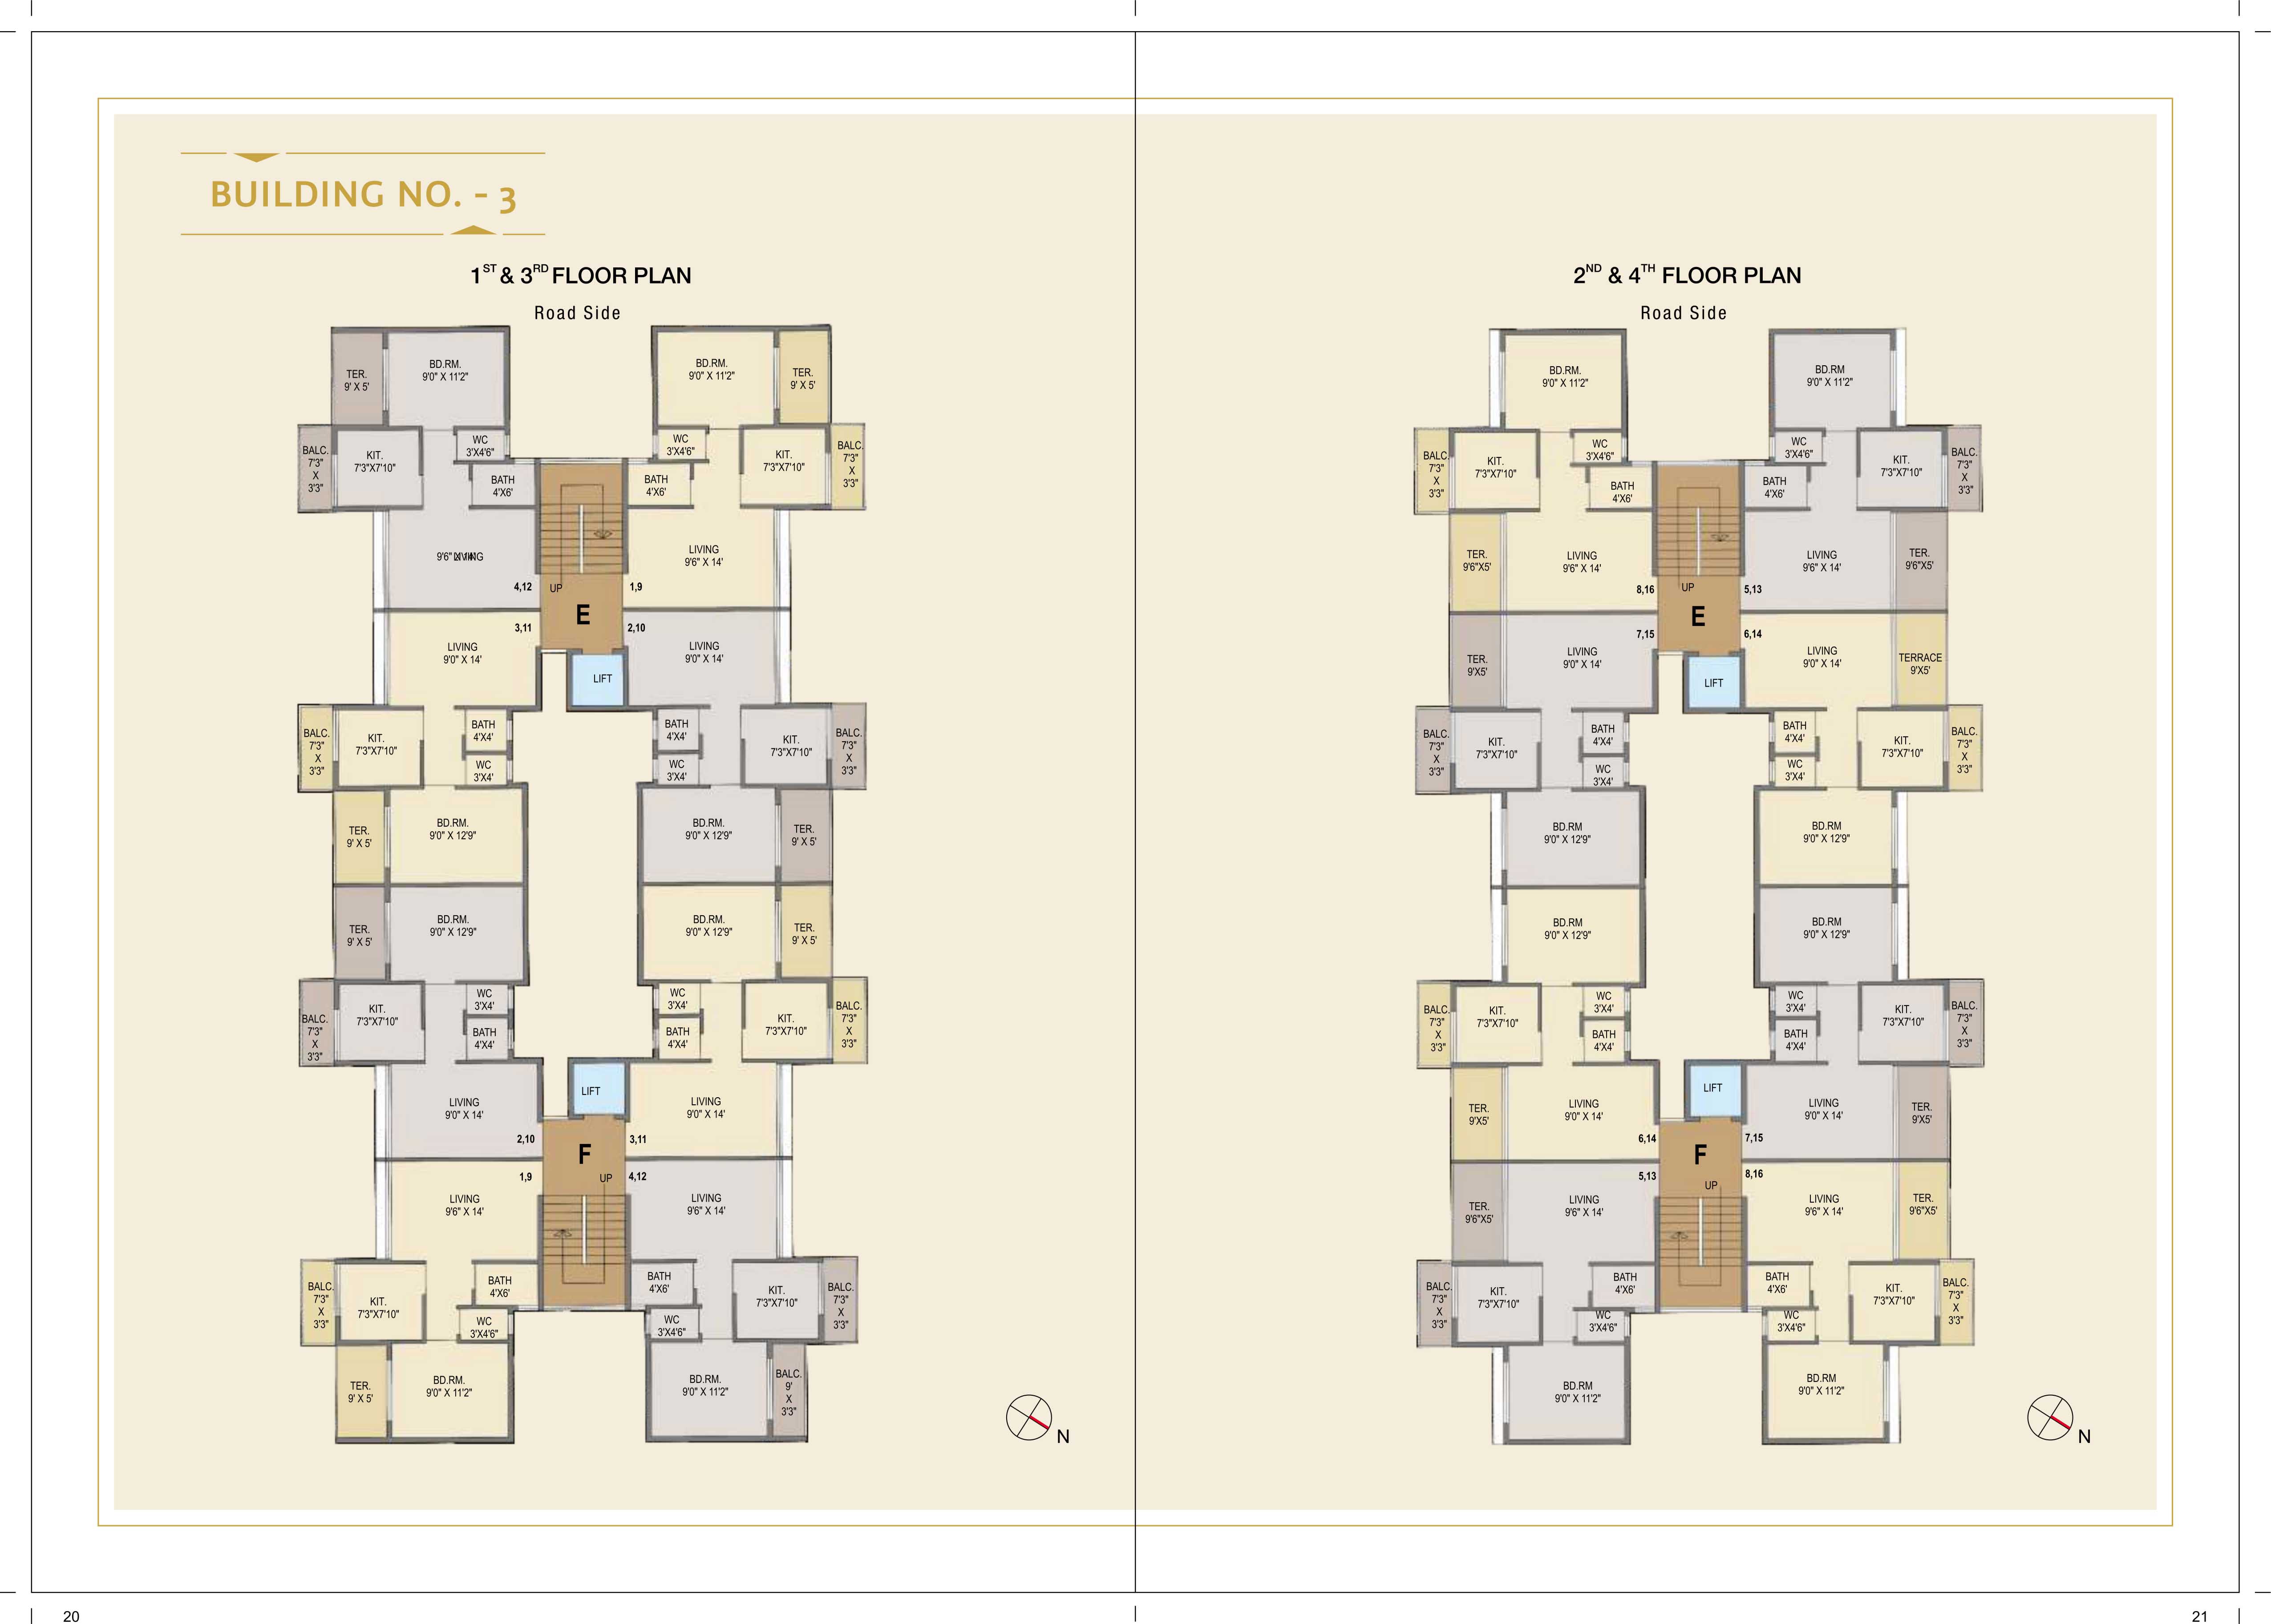 BUILDING NO. - 3
1ST & 3RD FLOOR PLAN
Road Side
TER.
9' X 5'
BD.RM.
9'0" X 11'2"
BD.RM.
9'0" X 11'2"
TER.
9' X 5'
BALC.
7'3"
X
3'3"
KIT.
7'3"X7'10"
WC
3'X4'6"
BATH
4'X6'
WC
3'X4'6"
BATH
4'X6'
KIT.
7'3"X7'10"
BALC.
7'3"
X
3'3"
9'6" LIVING
4,12
UP
1,9
LIVING
9'6" X 14'
E
3,11
2,10
LIVING
9'0" X 14'
LIVING
9'0" X 14'
LIFT
BALC.
7'3"
X
3'3"
KIT.
7'3"X7'10"
BATH
4'X4'
WC
3'X4'
BATH
4'X4'
WC
3'X4'
KIT.
7'3"X7'10"
BALC.
7'3"
X
3'3"
TER.
9' X 5'
BD.RM.
9'0" X 12'9"
BD.RM.
9'0" X 12'9"
TER.
9' X 5'
TER.
9' X 5'
BD.RM.
9'0" X 12'9"
BD.RM.
9'0" X 12'9"
TER.
9' X 5'
BALC.
7'3"
X
3'3"
KIT.
7'3"X7'10"
WC
3'X4'
BATH
4'X4'
WC
3'X4'
BATH
4'X4'
KIT.
7'3"X7'10"
BALC.
7'3"
X
3'3"
LIFT
LIVING
9'0" X 14'
LIVING
9'0" X 14'
2,10
3,11
F
1,9
UP
4,12
LIVING
9'6" X 14'
LIVING
9'6" X 14'
BALC.
7'3"
X
3'3"
KIT.
7'3"X7'10"
BATH
4'X6'
WC
3'X4'6"
BATH
4'X6'
WC
3'X4'6"
KIT.
7'3"X7'10"
BALC.
7'3"
X
3'3"
TER.
9' X 5'
BD.RM.
9'0" X 11'2"
BD.RM.
9'0" X 11'2"
BALC.
9'
X
3'3"
N
2ND & 4TH FLOOR PLAN
Road Side
BD.RM.
9'0" X 11'2"
BD.RM
9'0" X 11'2"
BALC.
7'3"
X
3'3"
KIT.
7'3"X7'10"
WC
3'X4'6"
BATH
4'X6'
WC
3'X4'6"
BATH
4'X6'
KIT.
7'3"X7'10"
BALC.
7'3"
X
3'3"
TER.
9'6"X5'
LIVING
9'6" X 14'
LIVING
9'6" X 14'
TER.
9'6"X5'
8,16
UP
5,13
E
7,15
6,14
TER.
9'X5'
LIVING
9'0" X 14'
LIVING
9'0" X 14'
TERRACE
9'X5'
LIFT
BALC.
7'3"
X
3'3"
KIT.
7'3"X7'10"
BATH
4'X4'
WC
3'X4'
BATH
4'X4'
WC
3'X4'
KIT.
7'3"X7'10"
BALC.
7'3"
X
3'3"
BD.RM
9'0" X 12'9"
BD.RM
9'0" X 12'9"
BD.RM
9'0" X 12'9"
BD.RM
9'0" X 12'9"
BALC.
7'3"
X
3'3"
KIT.
7'3"X7'10"
WC
3'X4'
BATH
4'X4'
WC
3'X4'
BATH
4'X4'
KIT.
7'3"X7'10"
BALC.
7'3"
X
3'3"
LIFT
TER.
9'X5'
LIVING
9'0" X 14'
LIVING
9'0" X 14'
TER.
9'X5'
6,14
7,15
F
5,13
UP
8,16
TER.
9'6"X5'
LIVING
9'6" X 14'
LIVING
9'6" X 14'
TER.
9'6"X5'
BALC.
7'3"
X
3'3"
KIT.
7'3"X7'10"
BATH
4'X6'
WC
3'X4'6"
BATH
4'X6'
WC
3'X4'6"
KIT.
7'3"X7'10"
BALC.
7'3"
X
3'3"
BD.RM
9'0" X 11'2"
BD.RM
9'0" X 11'2"
N
20
21